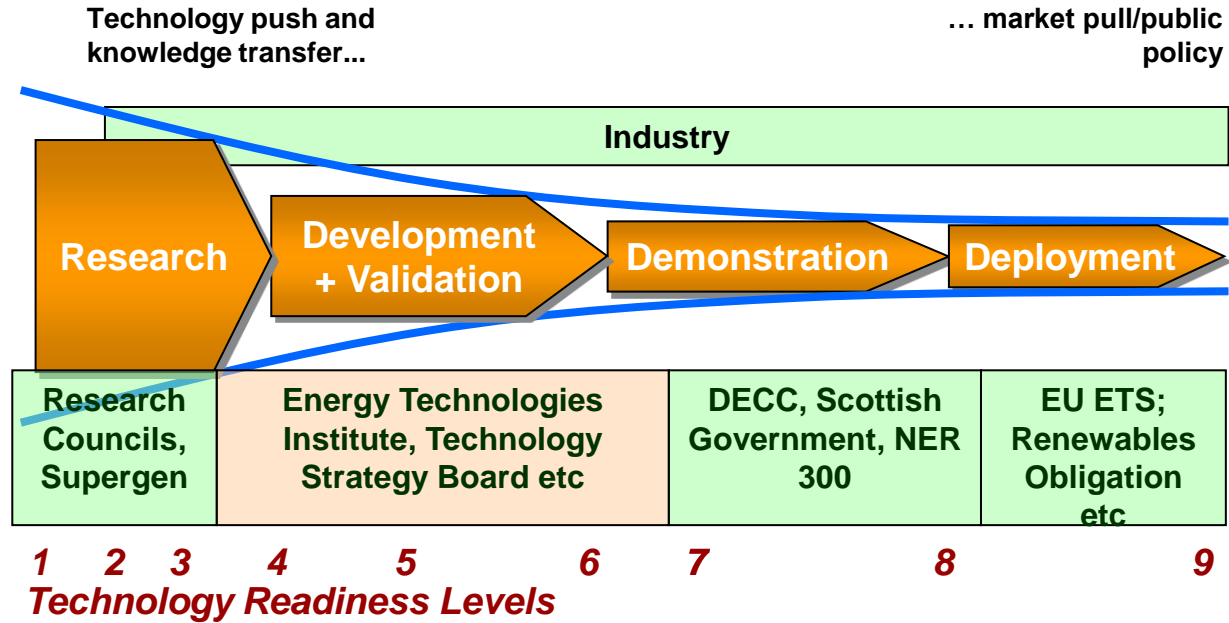 Technology push and
knowledge transfer...
… market pull/public
policy
Industry
Research
Development
+ Validation
Demonstration
Deployment
Research
Councils,
Supergen
Energy Technologies
Institute, Technology
Strategy Board etc
DECC, Scottish
Government, NER
300
EU ETS;
Renewables
Obligation
etc
1 2 3 4 5 6 7 8 9
Technology Readiness Levels